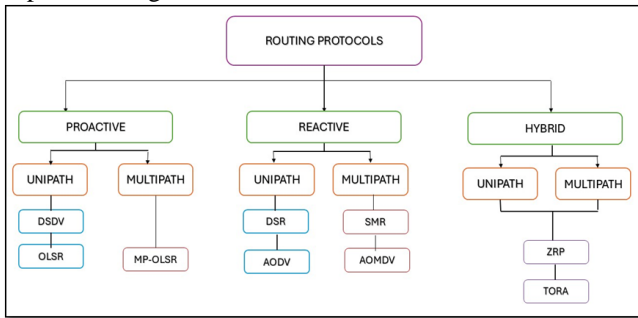 ROUTING PROTOCOLS
PROACTIVE
REACTIVE
HYBRID
UNIPATH
MULTIPATH
UNIPATH
MULTIPATH
UNIPATH
MULTIPATH
DSDV
DSR
SMR
OLSR
MP-OLSR
AODV
AOMDV
ZRP
TORA